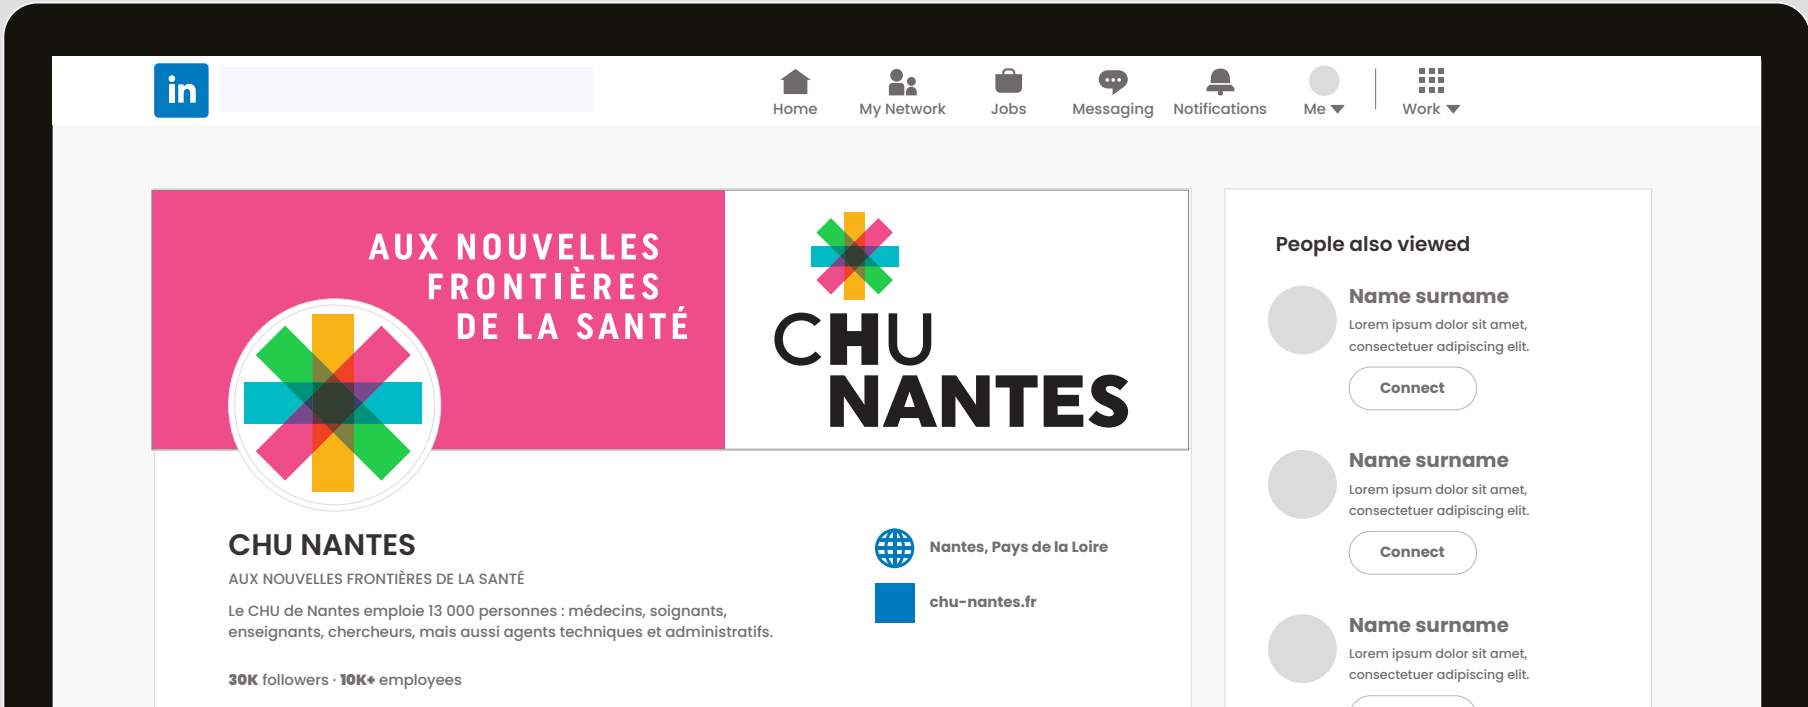 in
Home
My Network
Jobs
Messaging
Notifications
Me
Work
AUX NOUVELLES
FRONTIÈRES
DE LA SANTÉ
CHU
NANTES
CHU NANTES
AUX NOUVELLES FRONTIÈRES DE LA SANTÉ
Le CHU de Nantes emploie 13 000 personnes : médecins, soignants,
enseignants, chercheurs, mais aussi agents techniques et administratifs.
30K followers · 10K+ employees
Nantes, Pays de la Loire
chu-nantes.fr
People also viewed
Name surname
Lorem ipsum dolor sit amet,
consectetuer adipiscing elit.
Connect
Name surname
Lorem ipsum dolor sit amet,
consectetuer adipiscing elit.
Connect
Name surname
Lorem ipsum dolor sit amet,
consectetuer adipiscing elit.